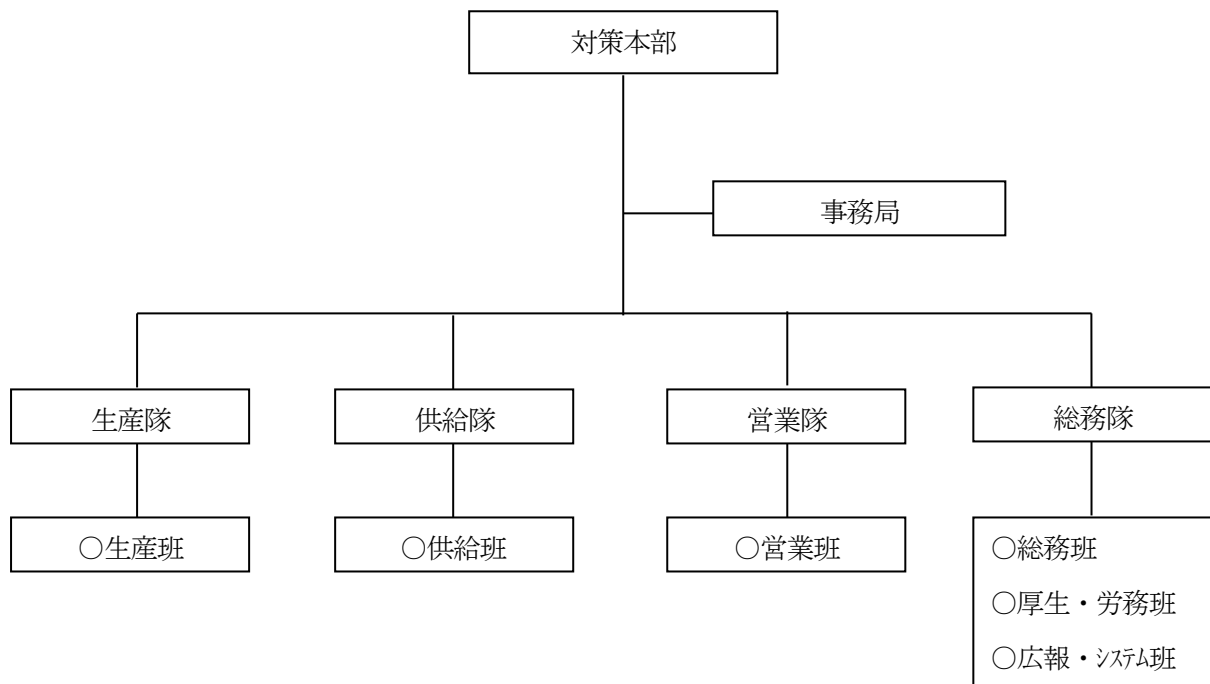 対策本部
事務局
生産隊
供給隊
営業隊
総務隊
○生産班
○供給班
○営業班
○総務班
○厚生・労務班
○広報・ｼｽﾃﾑ班